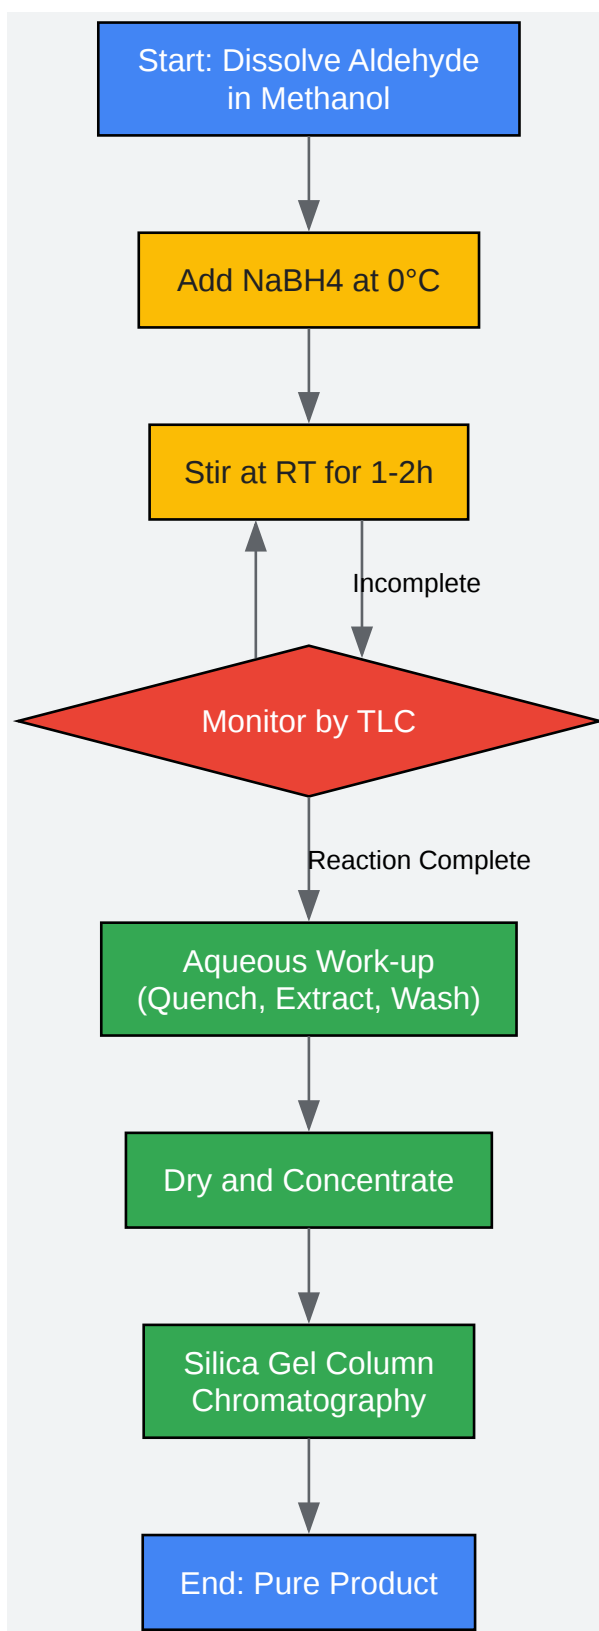 Start: Dissolve Aldehyde
in Methanol
Add NaBH4 at 0°C
Stir at RT for 1-2h
Incomplete
Monitor by TLC
Reaction Complete
Aqueous Work-up
(Quench, Extract, Wash)
Dry and Concentrate
Silica Gel Column
Chromatography
End: Pure Product